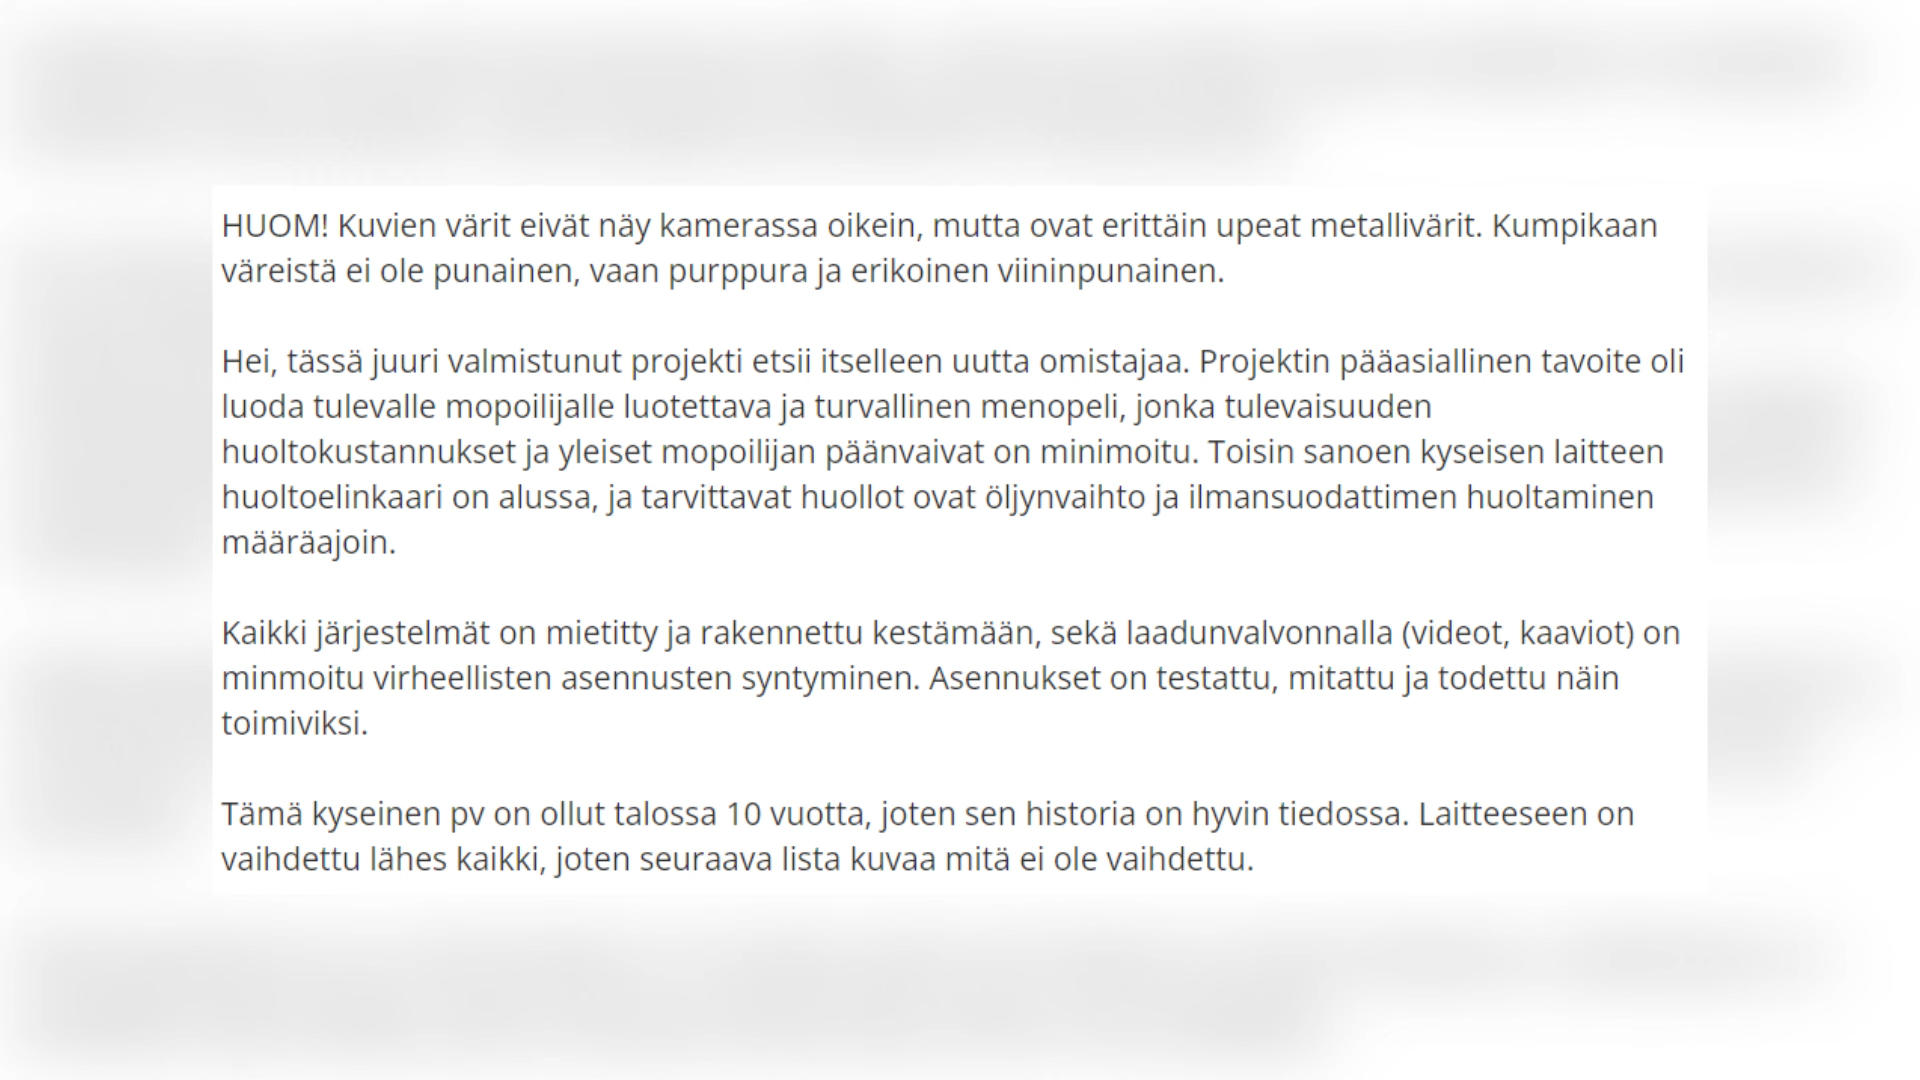 HUOM! Kuvien värit eivät näy kamerassa oikein, mutta ovat erittäin upeat metallivärit. Kumpikaan
väreistä ei ole punainen, vaan purppura ja erikoinen viininpunainen.
Hei, tässä juuri valmistunut projekti etsii itselleen uutta omistajaa. Projektin pääasiallinen tavoite oli
luoda tulevalle mopoilijalle luotettava ja turvallinen menopeli, jonka tulevaisuuden
huoltokustannukset ja yleiset mopoilijan päänvaivat on minimoitu. Toisin sanoen kyseisen laitteen
huoltoelinkaari on alussa, ja tarvittavat huollot ovat öljynvaihto ja ilmansuodattimen huoltaminen
määräajoin.
Kaikki järjestelmät on mietitty ja rakennettu kestämään, sekä laadunvalvonnalla (videot, kaaviot) on
minmoitu virheellisten asennusten syntyminen. Asennukset on testattu, mitattu ja todettu näin
toimiviksi.
Tämä kyseinen pv on ollut talossa 10 vuotta, joten sen historia on hyvin tiedossa. Laitteeseen on
vaihdettu lähes kaikki, joten seuraava lista kuvaa mitä ei ole vaihdettu.